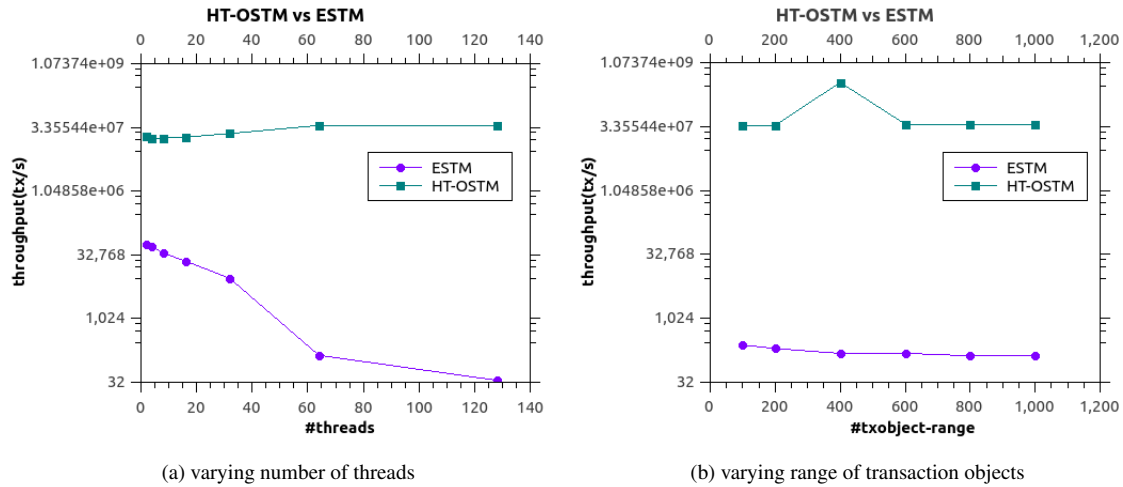 HT-OSTM vs ESTM
0 20 40 60 80 100 120 140
1.07374e+09
3.35544e+07
1.04858e+06
32,768
1,024
32
throughput(tx/s)
ESTM
HT-OSTM
0 20 40 60 80 100 120 140
#threads
(a) varying number of threads
HT-OSTM vs ESTM
0 200 400 600 800 1,000 1,200
1.07374e+09
3.35544e+07
1.04858e+06
32,768
1,024
32
throughput(tx/s)
ESTM
HT-OSTM
0 200 400 600 800 1,000 1,200
#txobject-range
(b) varying range of transaction objects